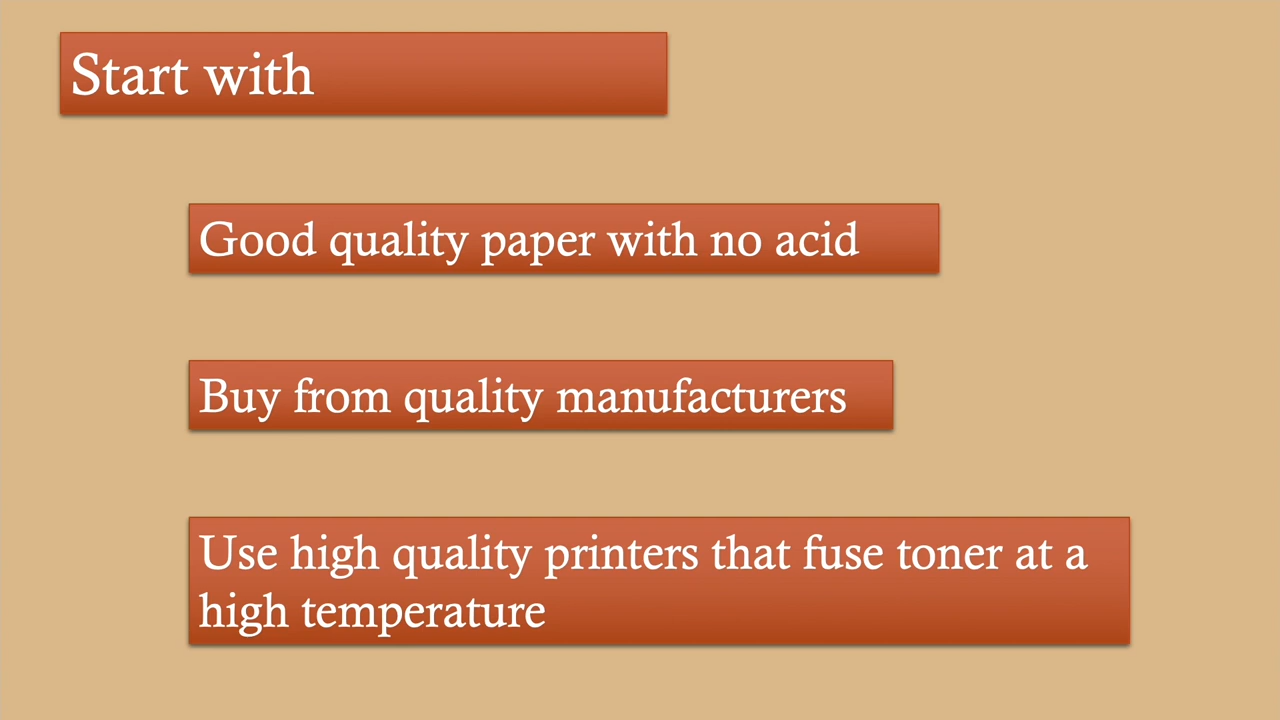 Start with
Good quality paper with no acid
Buy from quality manufacturers
Use high quality printers that fuse toner at a
high temperature